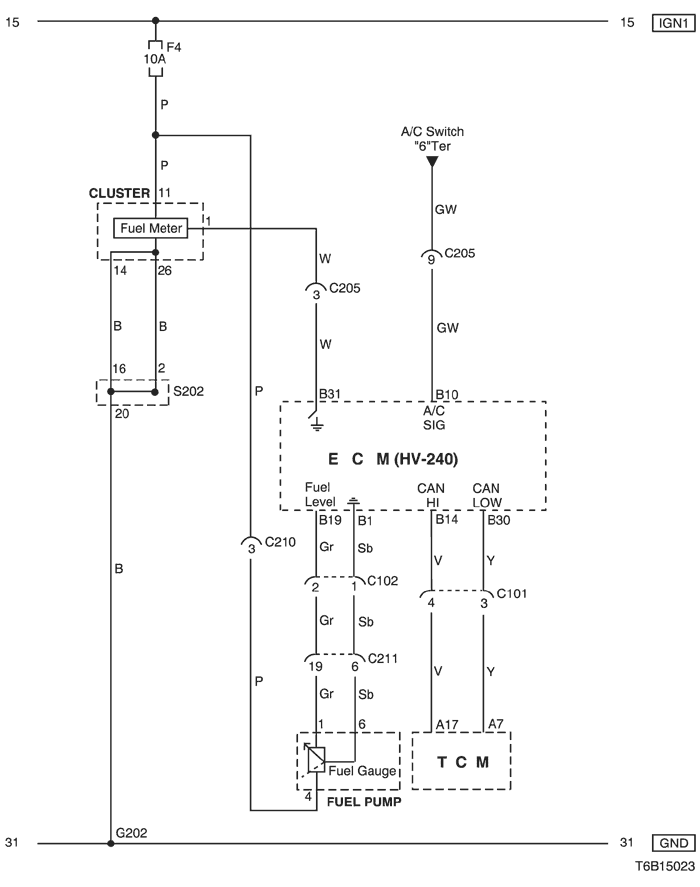 15 15 IGN1
F4
10A
P
A/C Switch
"6"Ter
P
CLUSTER 11
GW
Fuel Meter 1
C205
9
W
14 26
C205
3
B B GW
W
16 2
S202
P
B31 B10
20
A/C
SIG
E C M (HV-240)
Fuel
Level
CAN
HI
CAN
LOW
B19 B1 B14 B30
C210
3
Gr Sb
V Y
B
C102
2 1
C101
4 3
Gr Sb
C211
19 6
P
V Y
Gr Sb
1 6 A17 A7
T C M
Fuel Gauge
4
FUEL PUMP
G202
31 31 GND
T6B15023